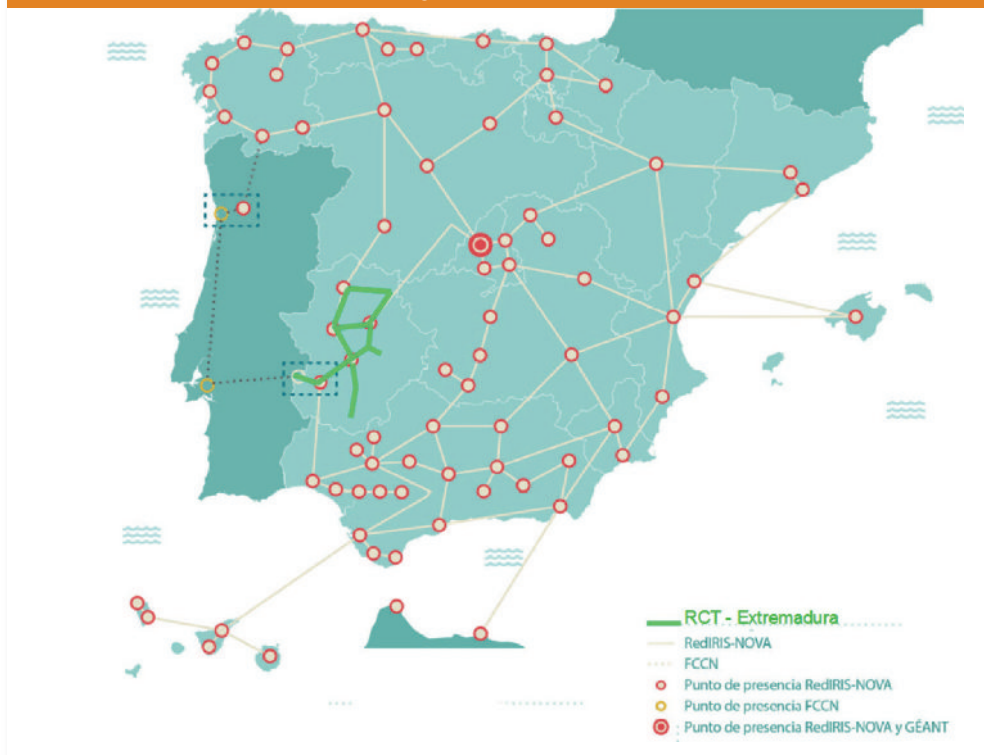 RCT - Extremadura
RedIRIS-NOVA
FCCN
Punto de presencia RedIRIS-NOVA
Punto de presencia FCCN
Punto de presencia RedIRIS-NOVA y GÉANT